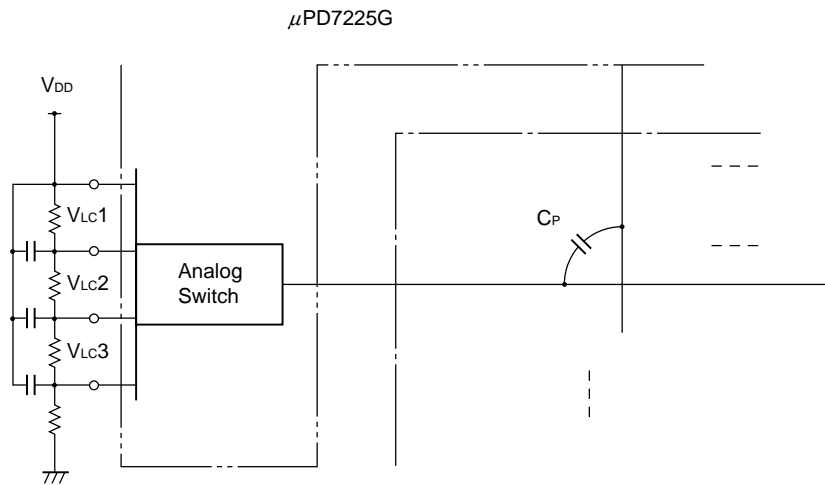 μPD7225G
VDD
VLC1
VLC2
VLC3
Analog
Switch
CP